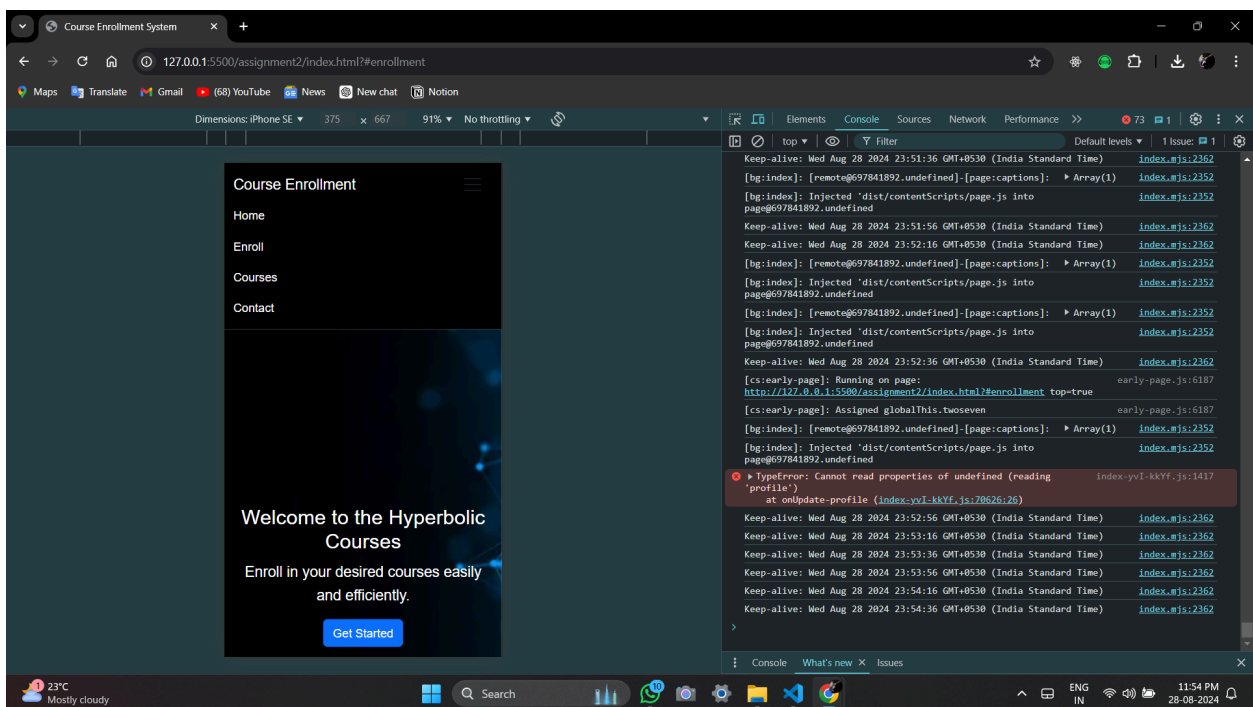 Course Enrollment System
127.0.0.1:5500/assignment2/index.html?#enrollment
Maps Translate Gmail (68) YouTube News New chat Notion
Dimensions: iPhone SE ▼ 375 x 667 91% ▼ No throttling ▼
Elements Console Sources Network Performance 73 1
top ▼ Filter Default levels ▼ 1 Issue: 1
Course Enrollment
Home
Enroll
Courses
Contact
Welcome to the Hyperbolic
Courses
Enroll in your desired courses easily
and efficiently.
Get Started
Keep-alive: Wed Aug 28 2024 23:51:36 GMT+0530 (India Standard Time) index.mjs:2362
[bg:index]: [remote@697841892.undefined]-[page:captions]: ▶ Array(1) index.mjs:2352
[bg:index]: Injected 'dist/contentScripts/page.js into index.mjs:2352
page@697841892.undefined
Keep-alive: Wed Aug 28 2024 23:51:56 GMT+0530 (India Standard Time) index.mjs:2362
Keep-alive: Wed Aug 28 2024 23:52:16 GMT+0530 (India Standard Time) index.mjs:2362
[bg:index]: [remote@697841892.undefined]-[page:captions]: ▶ Array(1) index.mjs:2352
[bg:index]: Injected 'dist/contentScripts/page.js into index.mjs:2352
page@697841892.undefined
[bg:index]: [remote@697841892.undefined]-[page:captions]: ▶ Array(1) index.mjs:2352
[bg:index]: Injected 'dist/contentScripts/page.js into index.mjs:2352
page@697841892.undefined
Keep-alive: Wed Aug 28 2024 23:52:36 GMT+0530 (India Standard Time) index.mjs:2362
[cs:early-page]: Running on page: early-page.js:6187
http://127.0.0.1:5500/assignment2/index.html?#enrollment top=true
[cs:early-page]: Assigned globalThis.twoseven early-page.js:6187
[bg:index]: [remote@697841892.undefined]-[page:captions]: ▶ Array(1) index.mjs:2352
[bg:index]: Injected 'dist/contentScripts/page.js into index.mjs:2352
page@697841892.undefined
▶ TypeError: Cannot read properties of undefined (reading index-yvI-kkYf.js:1417
'profile')
at onUpdate-profile (index-yvI-kkYf.js:70626:26)
Keep-alive: Wed Aug 28 2024 23:52:56 GMT+0530 (India Standard Time) index.mjs:2362
Keep-alive: Wed Aug 28 2024 23:53:16 GMT+0530 (India Standard Time) index.mjs:2362
Keep-alive: Wed Aug 28 2024 23:53:36 GMT+0530 (India Standard Time) index.mjs:2362
Keep-alive: Wed Aug 28 2024 23:53:56 GMT+0530 (India Standard Time) index.mjs:2362
Keep-alive: Wed Aug 28 2024 23:54:16 GMT+0530 (India Standard Time) index.mjs:2362
Keep-alive: Wed Aug 28 2024 23:54:36 GMT+0530 (India Standard Time) index.mjs:2362
Console What's new Issues
1 23°C
Mostly cloudy
Search
10
ENG
IN
11:54 PM
28-08-2024